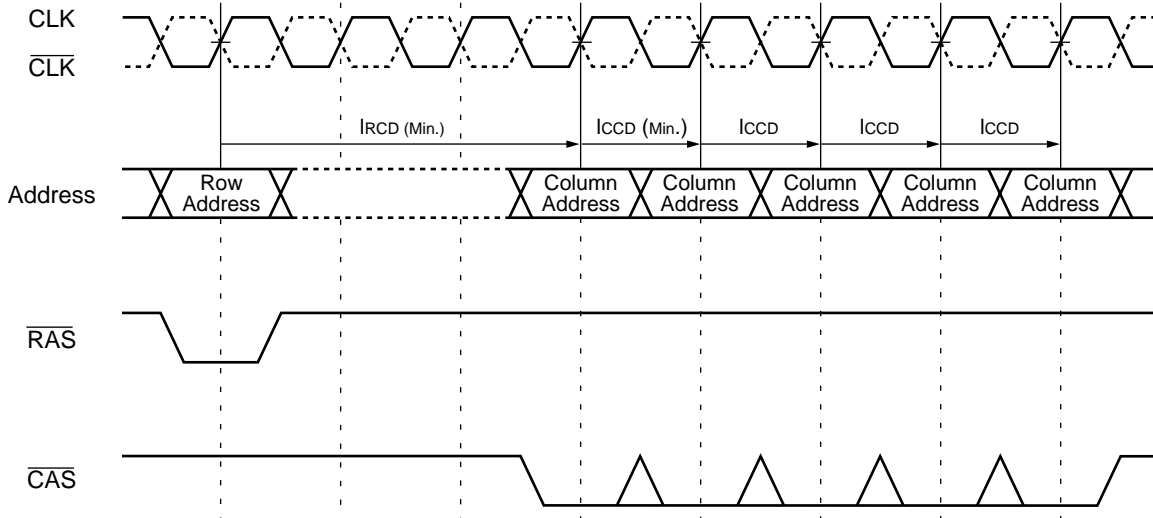 CLK
CLK
IRCD (Min.)
ICCD (Min.)
ICCD
ICCD
ICCD
Address
Row
Address
Column
Address
Column
Address
Column
Address
Column
Address
Column
Address
RAS
CAS